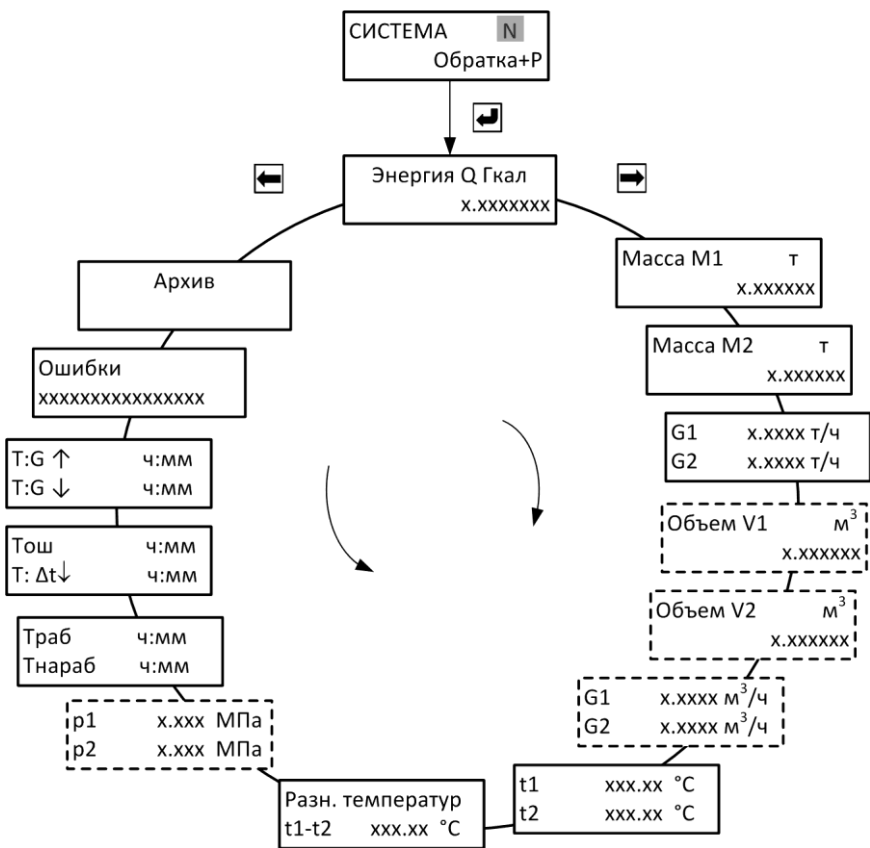 СИСТЕМА N
Обратка+Р
Энергия Q Гкал
x.xxxxxxx
Масса М1 т
x.xxxxxx
Масса М2 т
x.xxxxxx
G1 x.xxxx т/ч
G2 x.xxxx т/ч
Объем V1 м³
x.xxxxxx
Объем V2 м³
x.xxxxxx
G1 x.xxxx м³/ч
G2 x.xxxx м³/ч
t1 xxx.xx °C
t2 xxx.xx °C
Разн. температур
t1-t2 xxx.xx °C
p1 x.xxx МПа
p2 x.xxx МПа
Траб ч:мм
Тнараб ч:мм
Тош ч:мм
T: Δt↓ ч:мм
T:G ↑ ч:мм
T:G ↓ ч:мм
Ошибки
xxxxxxxxxxxxxxxx
Архив